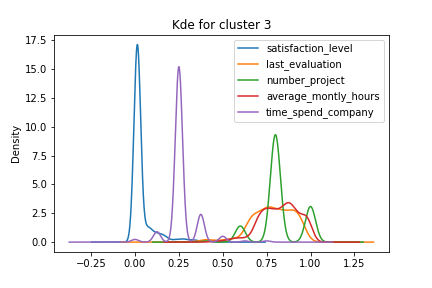 Kde for cluster 3
17.5
15.0
12.5
10.0
7.5
5.0
2.5
0.0
Density
satisfaction_level
last_evaluation
number_project
average_montly_hours
time_spend_company
−0.25 0.00 0.25 0.50 0.75 1.00 1.25